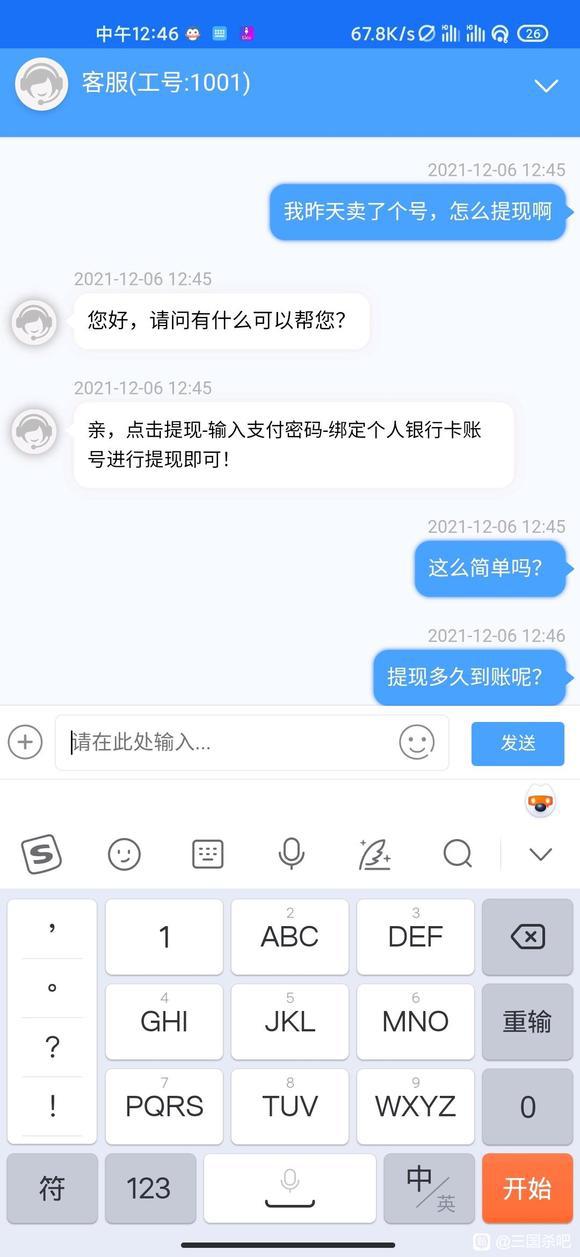 中午12:46
67.8K/s
26
客服(工号:1001)
2021-12-06 12:45
我昨天卖了个号，怎么提现啊
2021-12-06 12:45
您好，请问有什么可以帮您？
2021-12-06 12:45
亲，点击提现-输入支付密码-绑定个人银行卡账
号进行提现即可！
2021-12-06 12:45
这么简单吗？
2021-12-06 12:46
提现多久到账呢？
请在此处输入...
发送
S
，
。
?
!
1
2
ABC
3
DEF
4
GHI
5
JKL
6
MNO
重输
7
PQRS
8
TUV
9
WXYZ
0
符
123
中/英
开始
@三国杀吧